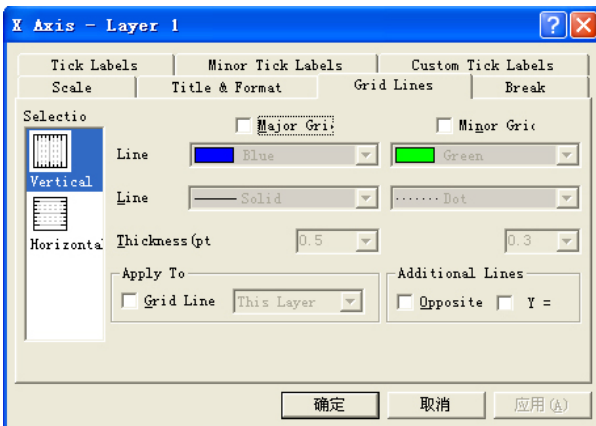 X Axis - Layer 1
Tick Labels Minor Tick Labels Custom Tick Labels
Scale Title & Format Grid Lines Break
Selectio
Major Gri
Minor Gri
Vertical
Horizonta
Line Blue Green
Line Solid Dot
Thickness (pt 0.5 0.3
Apply To
Grid Line This Layer
Additional Lines
Opposite Y =
确定 取消 应用(A)